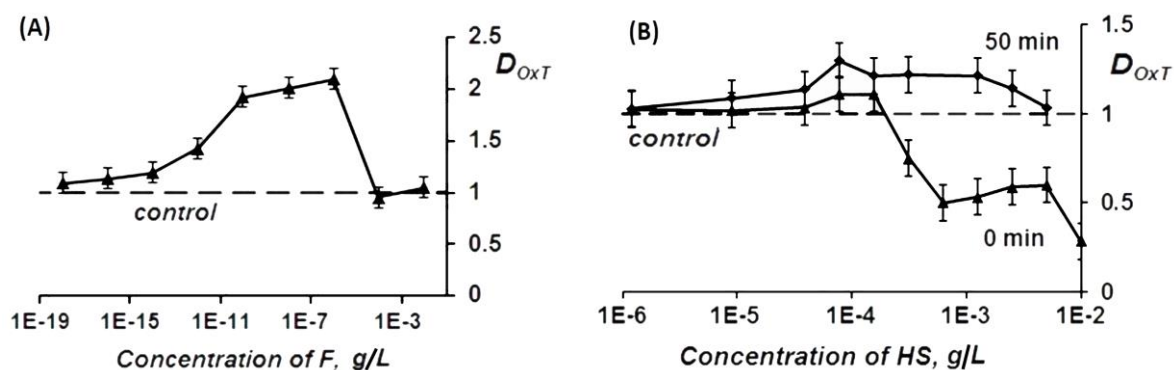 (A)
2.5
D_OxT
2
1.5
1
control
0.5
0
1E-19 1E-15 1E-11 1E-7 1E-3
Concentration of F, g/L
(B)
50 min
1.5
D_OxT
1
control
0.5
0 min
0
1E-6 1E-5 1E-4 1E-3 1E-2
Concentration of HS, g/L